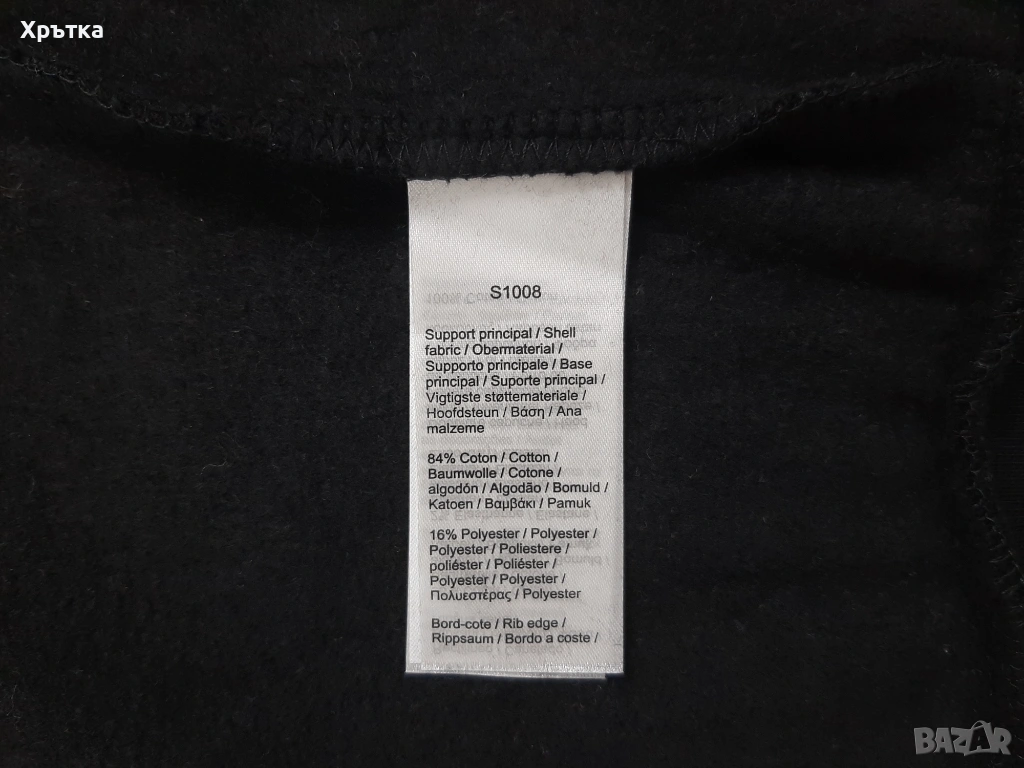 Хрътка
S1008
Support principal / Shell
fabric / Obermaterial /
Supporto principale / Base
principal / Suporte principal /
Vigtigste støttemateriale /
Hoofdsteun / Βάση / Ana
malzeme
84% Coton / Cotton /
Baumwolle / Cotone /
algodón / Algodão / Bomuld /
Katoen / Βαμβάκι / Pamuk
16% Polyester / Polyester /
Polyester / Poliestere /
poliéster / Poliéster /
Polyester / Polyester /
Πολυεστέρας / Polyester
Bord-cote / Rib edge /
Rippsaum / Bordo a coste /
BAZAR